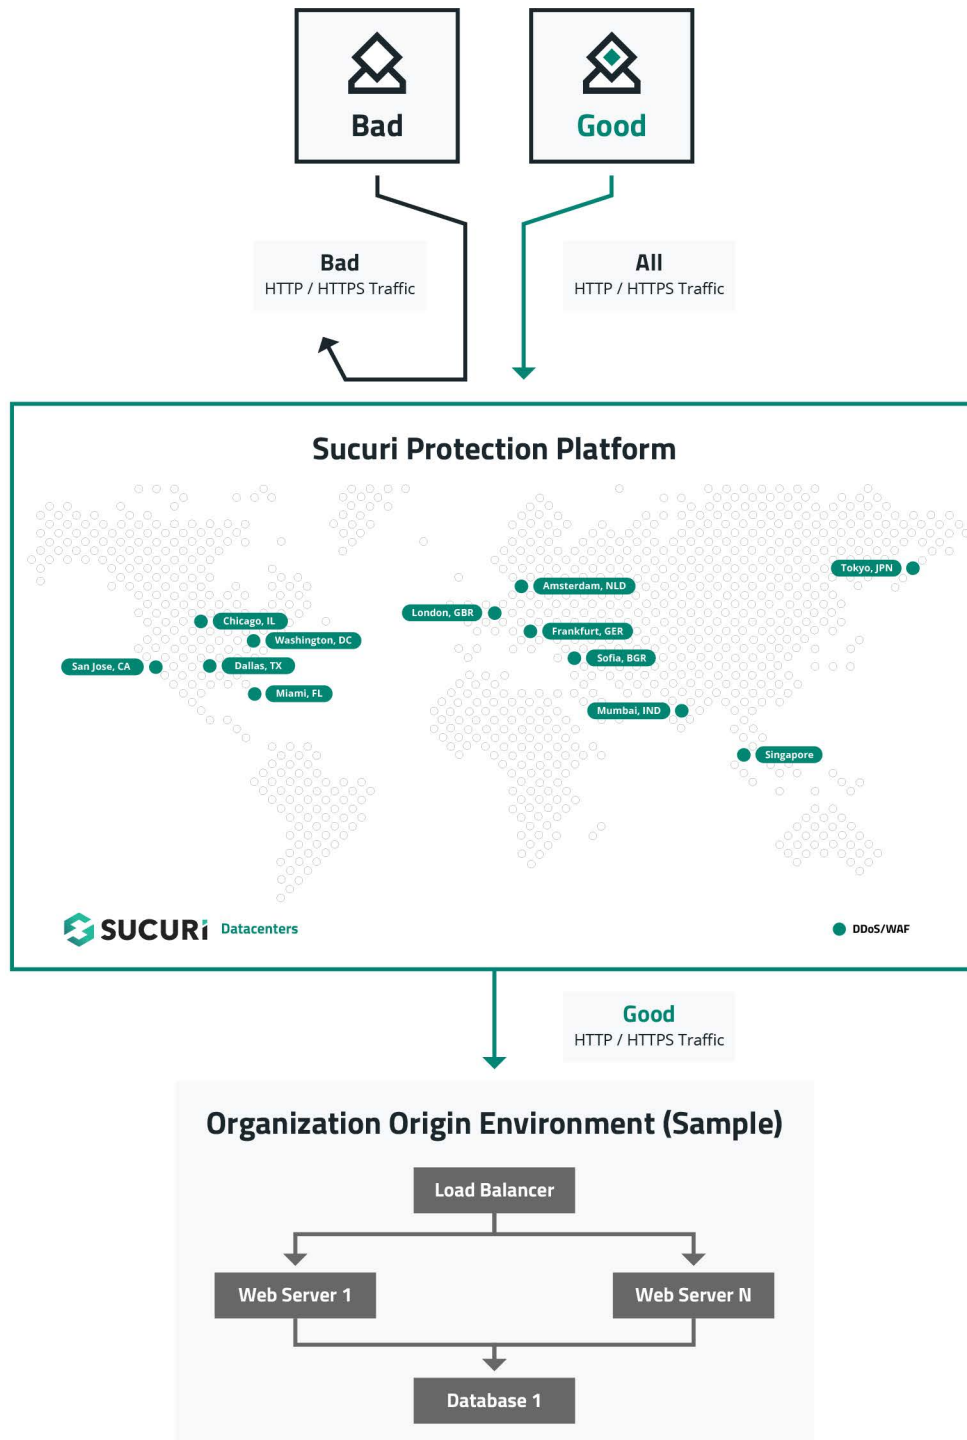 Bad
Good
Bad
HTTP / HTTPS Traffic
All
HTTP / HTTPS Traffic
Sucuri Protection Platform
Tokyo, JPN
Amsterdam, NLD
London, GBR
Chicago, IL
Frankfurt, GER
Washington, DC
Sofia, BGR
San Jose, CA
Dallas, TX
Miami, FL
Mumbai, IND
Singapore
SUCURi Datacenters
DDoS/WAF
Good
HTTP / HTTPS Traffic
Organization Origin Environment (Sample)
Load Balancer
Web Server 1
Web Server N
Database 1